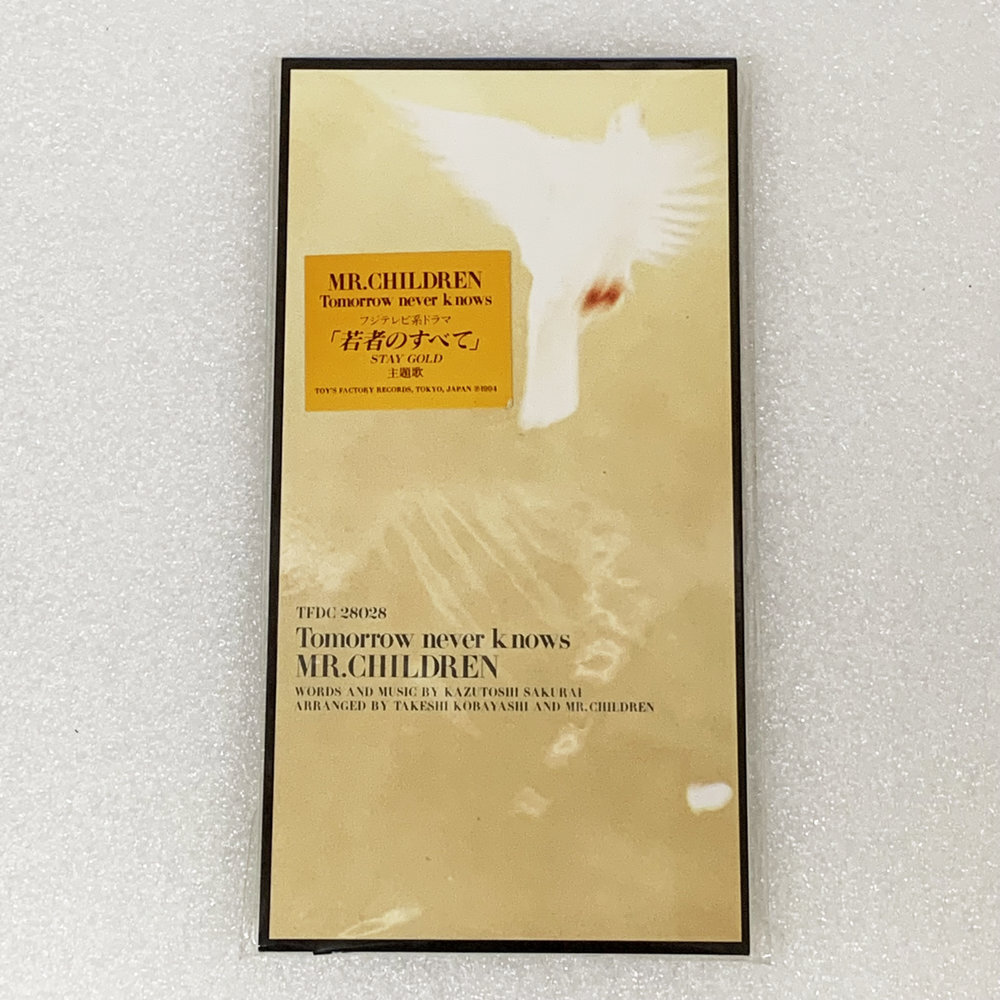 MR.CHILDREN
Tomorrow never knows
フジテレビ系ドラマ
「若者のすべて」
STAY GOLD
主題歌
TOY'S FACTORY RECORDS, TOKYO, JAPAN ℗1994
TFDC 28028
Tomorrow never knows
MR.CHILDREN
WORDS AND MUSIC BY KAZUTOSHI SAKURAI
ARRANGED BY TAKESHI KOBAYASHI AND MR.CHILDREN